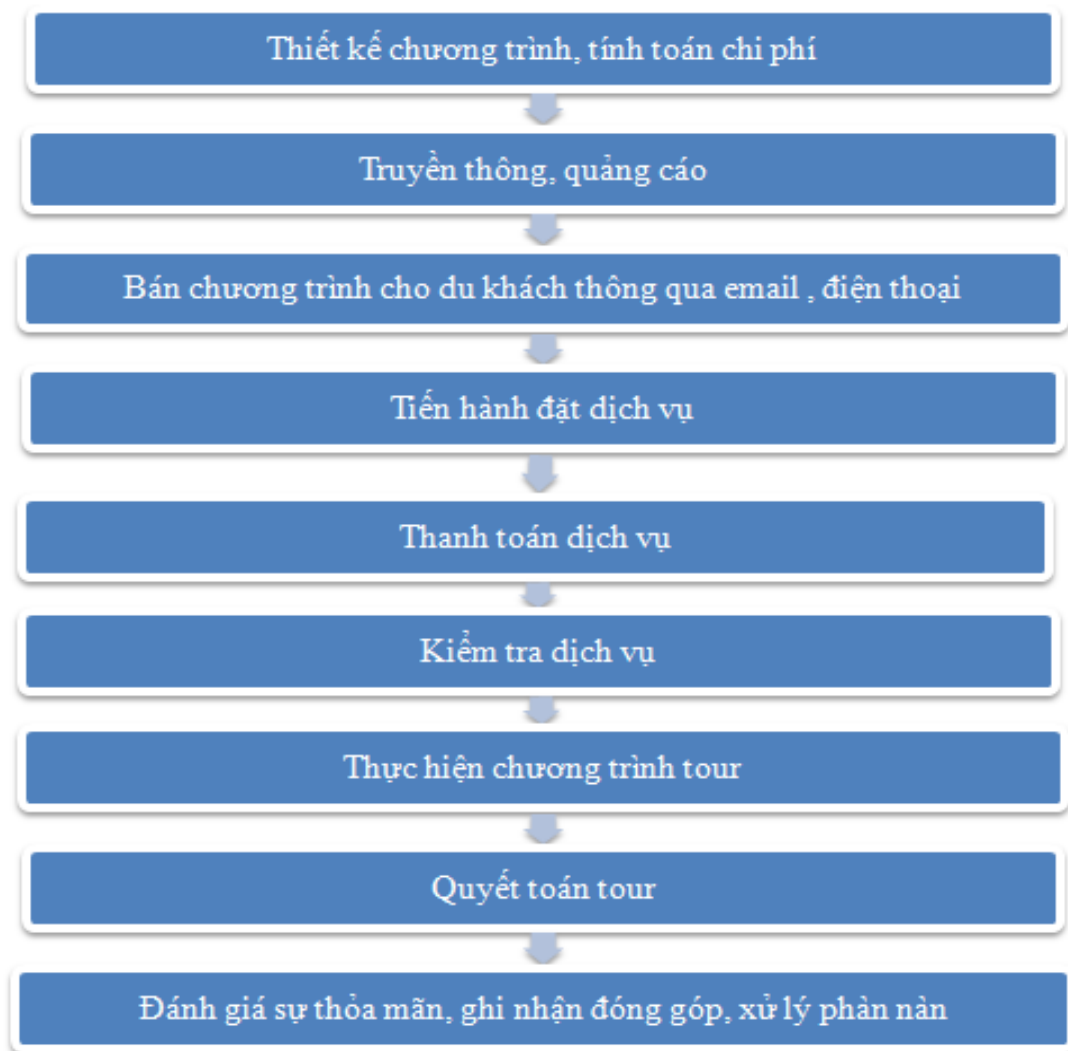 Thiết kế chương trình, tính toán chi phí
Truyền thông, quảng cáo
Bán chương trình cho du khách thông qua email , điện thoại
Tiến hành đặt dịch vụ
Thanh toán dịch vụ
Kiểm tra dịch vụ
Thực hiện chương trình tour
Quyết toán tour
Đánh giá sự thỏa mãn, ghi nhận đóng góp, xử lý phàn nàn